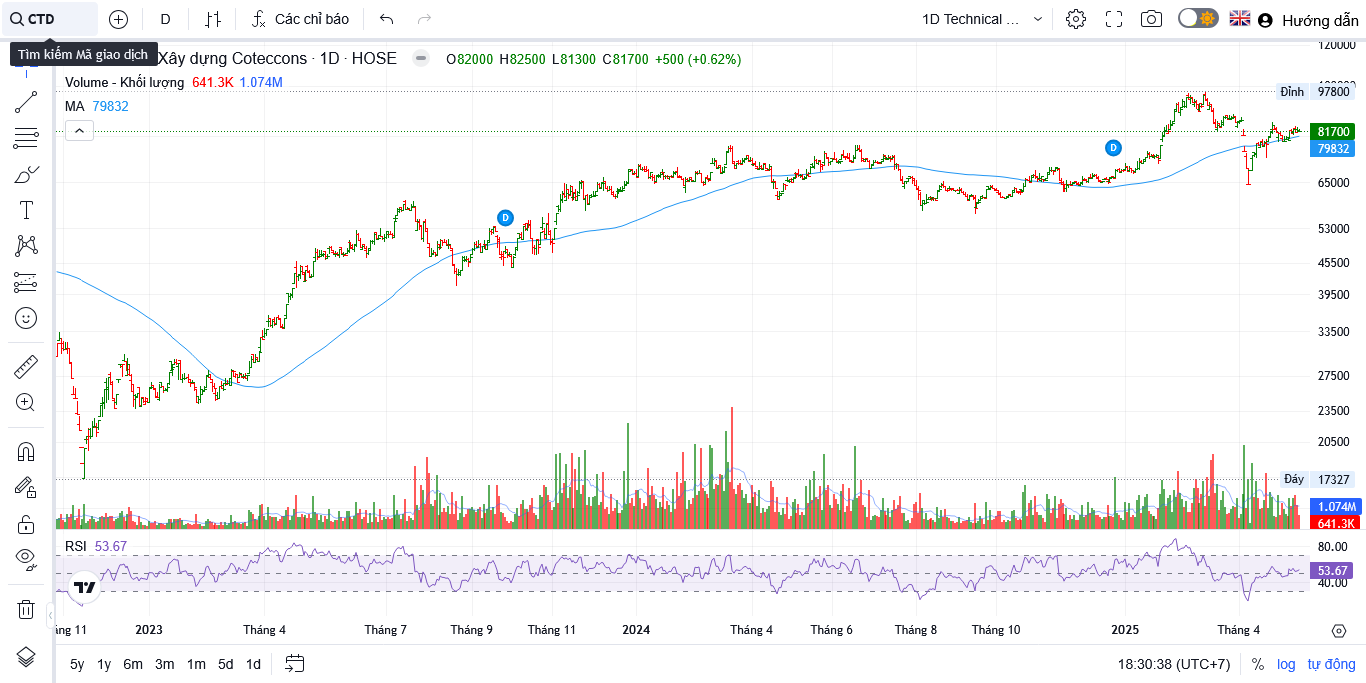 CTD
D
Các chỉ báo
1D Technical ...
Hướng dẫn
Tìm kiếm Mã giao dịch
Xây dựng Coteccons · 1D · HOSE
O82000 H82500 L81300 C81700 +500 (+0.62%)
Volume - Khối lượng 641.3K 1.074M
MA 79832
120000
Đỉnh 97800
81700
79832
65000
53000
45500
39500
33500
27500
23500
20500
Đáy 17327
1.074M
641.3K
D
D
RSI 53.67
80.00
53.67
40.00
ng 11
2023
Tháng 4
Tháng 7
Tháng 9
Tháng 11
2024
Tháng 4
Tháng 6
Tháng 8
Tháng 10
2025
Tháng 4
5y 1y 6m 3m 1m 5d 1d
18:30:38 (UTC+7)
% log tự động